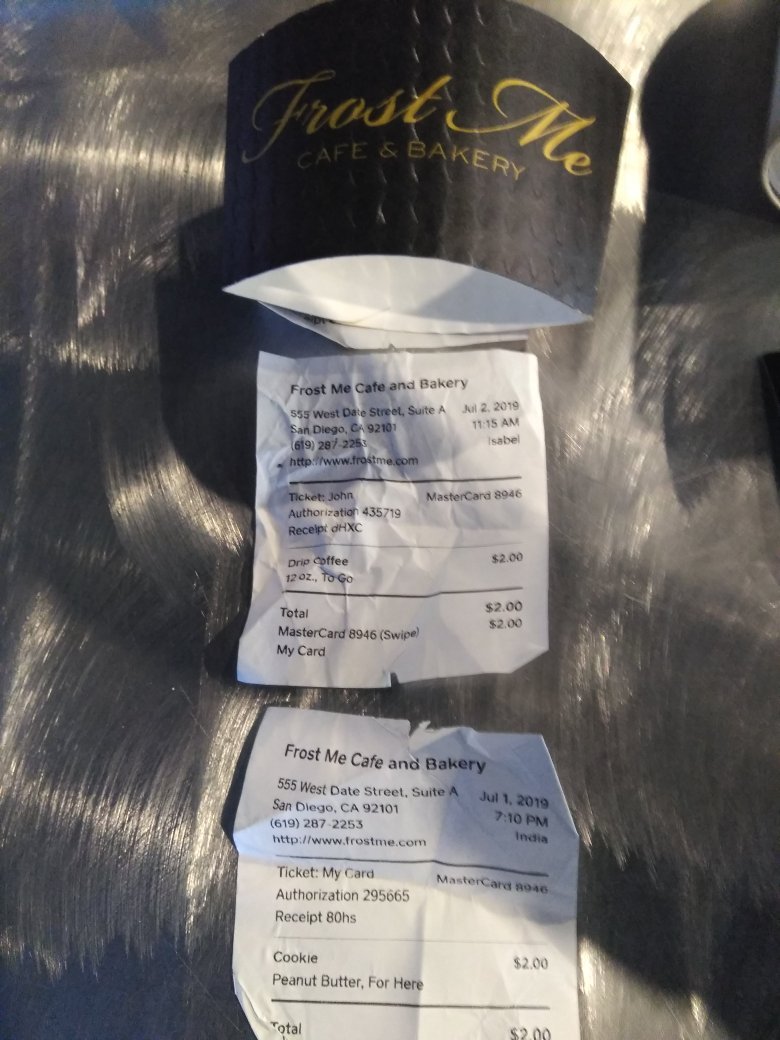 Frost Me
CAFE & BAKERY
Frost Me Cafe and Bakery
555 West Date Street, Suite A Jul 2, 2019
San Diego, CA 92101 11:15 AM
(619) 287-2253 Isabel
http://www.frostme.com
Ticket: John MasterCard 8946
Authorization 435719
Receipt dHXC
Drip Coffee $2.00
12 oz., To Go
Total $2.00
MasterCard 8946 (Swipe) $2.00
My Card
Frost Me Cafe and Bakery
555 West Date Street, Suite A Jul 1, 2019
San Diego, CA 92101 7:10 PM
(619) 287-2253 India
http://www.frostme.com
Ticket: My Card MasterCard 8946
Authorization 295665
Receipt 80hs
Cookie $2.00
Peanut Butter, For Here
Total $2.00